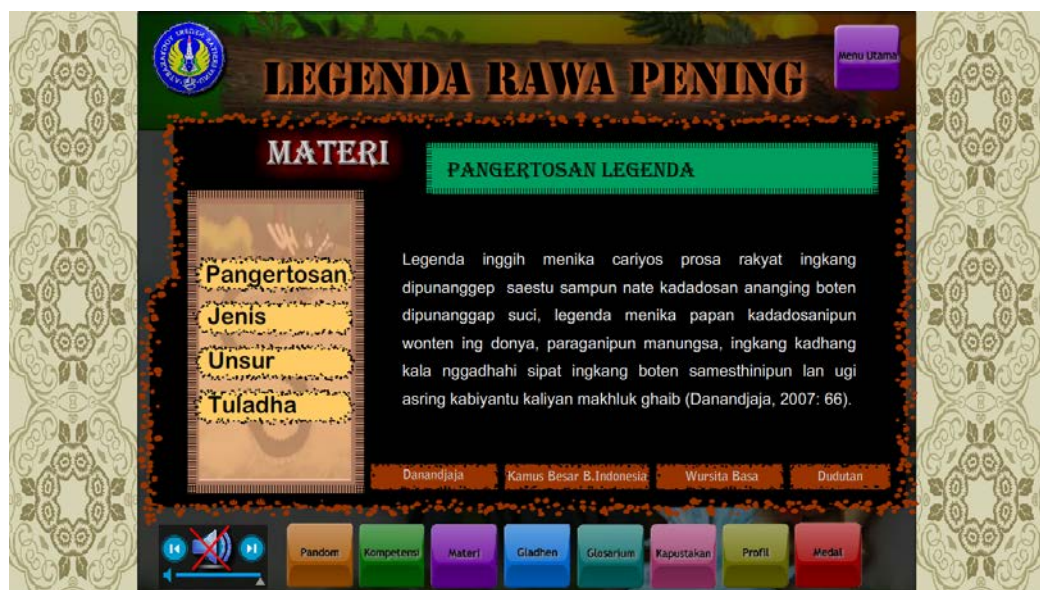 Menu Utama
LEGENDA RAWA PENING
MATERI
PANGERTOSAN LEGENDA
Pangertosan
Jenis
Unsur
Tuladha
Legenda inggih menika cariyos prosa rakyat ingkang
dipunanggep saestu sampun nate kadadosan ananging boten
dipunanggap suci, legenda menika papan kadadosanipun
wonten ing donya, paraganipun manungsa, ingkang kadhang
kala nggadhahi sipat ingkang boten samesthinipun lan ugi
asring kabiyantu kaliyan makhluk ghaib (Danandjaja, 2007: 66).
Danandjaja Kamus Besar B.Indonesia Wursita Basa Dudutan
Pandom Kompetensi Materi Gladhen Glosarium Kapustakan Profil Medal